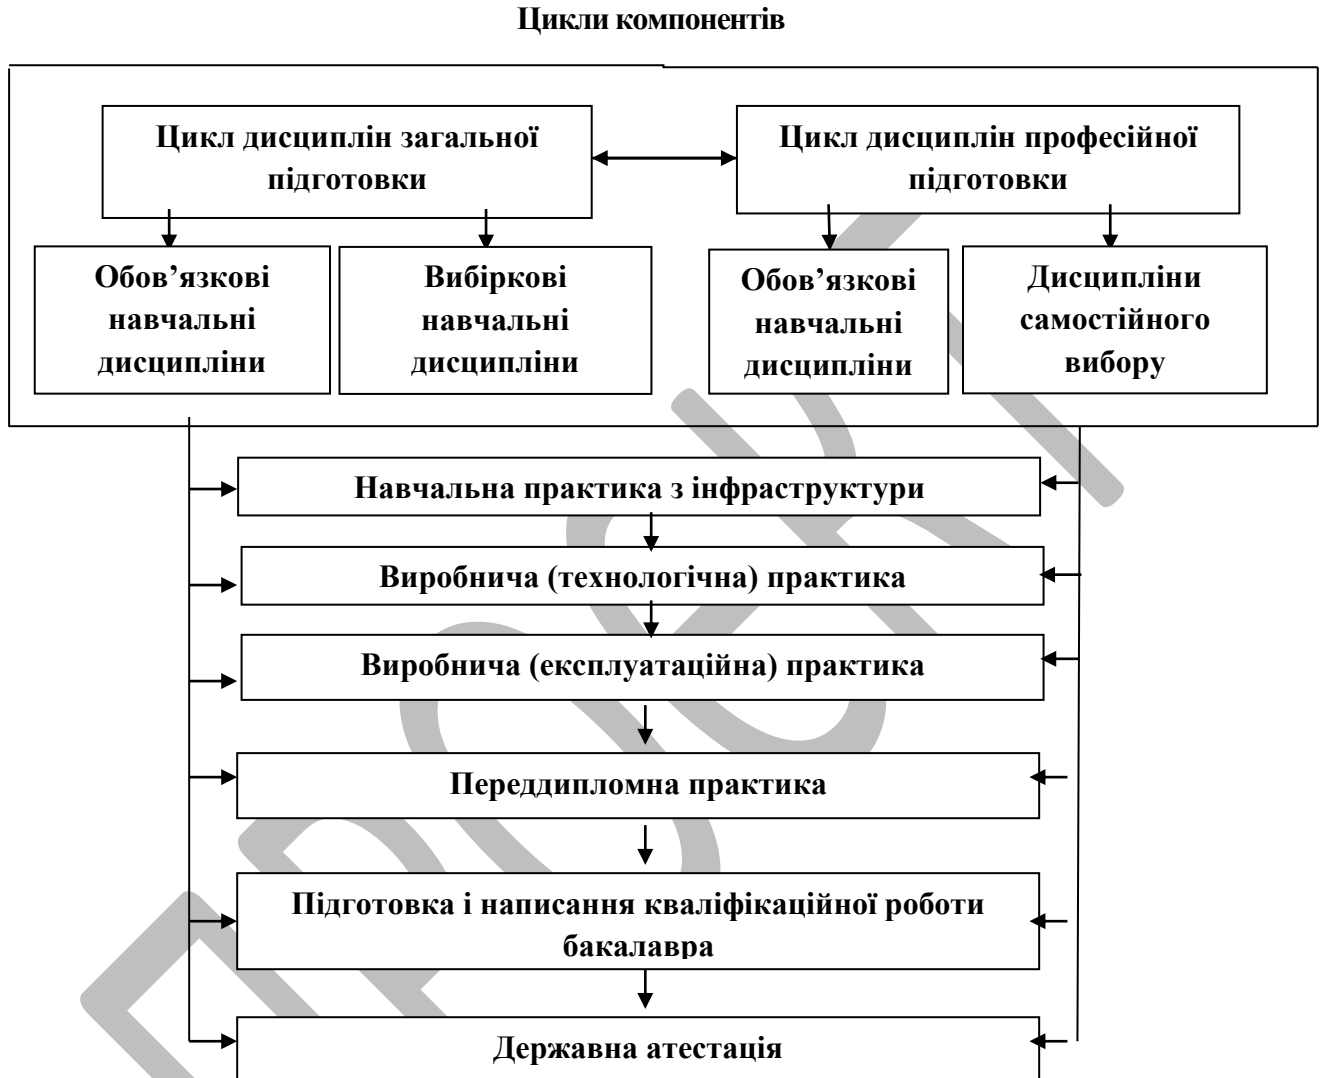 Цикли компонентів
Цикл дисциплін загальної
підготовки
Цикл дисциплін професійної
підготовки
Обов’язкові
навчальні
дисципліни
Вибіркові
навчальні
дисципліни
Обов’язкові
навчальні
дисципліни
Дисципліни
самостійного
вибору
Навчальна практика з інфраструктури
Виробнича (технологічна) практика
Виробнича (експлуатаційна) практика
Переддипломна практика
Підготовка і написання кваліфікаційної роботи
бакалавра
Державна атестація
ПРОЄКТ